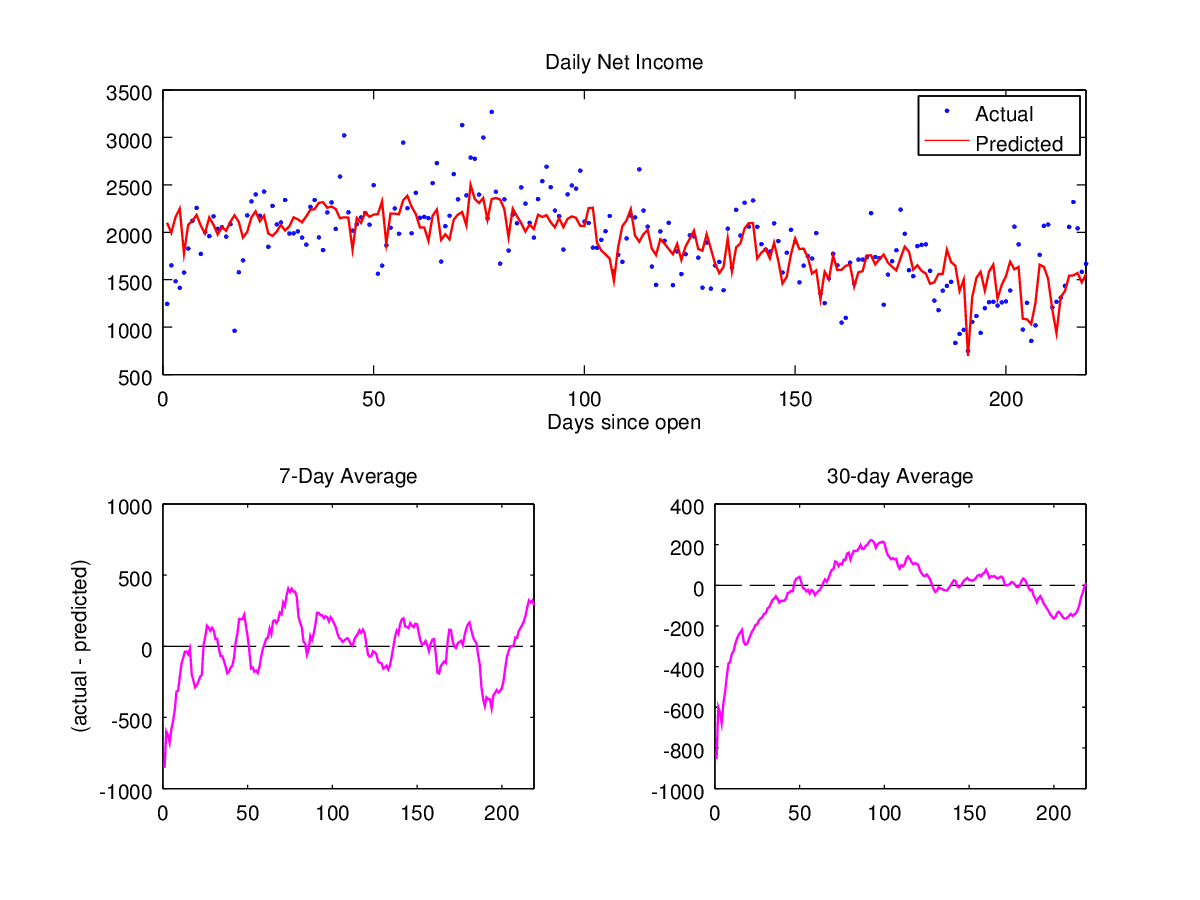 Daily Net Income
3500
3000
2500
2000
1500
1000
500
0 50 100 150 200
Days since open
Actual
Predicted
7-Day Average
1000
500
0
-500
-1000
0 50 100 150 200
(actual - predicted)
30-day Average
400
200
0
-200
-400
-600
-800
-1000
0 50 100 150 200